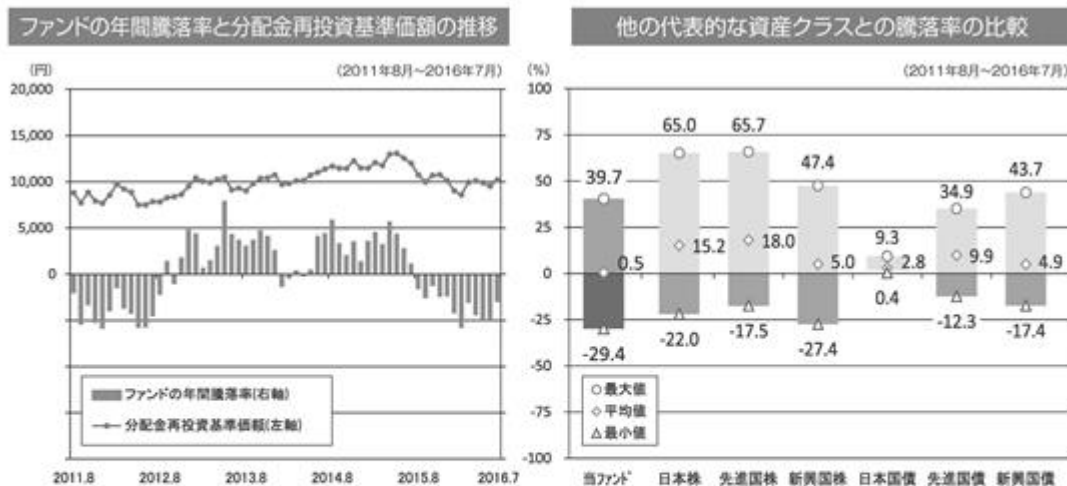 ファンドの年間騰落率と分配金再投資基準価額の推移
(円)
(2011年8月～2016年7月)
20,000
15,000
10,000
5,000
0
ファンドの年間騰落率(右軸)
分配金再投資基準価額(左軸)
2011.8 2012.8 2013.8 2014.8 2015.8 2016.7
他の代表的な資産クラスとの騰落率の比較
(%)
(2011年8月～2016年7月)
100
75
50
25
0
-25
-50
-75
-100
39.7 65.0 65.7 47.4 9.3 34.9 43.7
0.5 15.2 18.0 5.0 2.8 9.9 4.9
-29.4 -22.0 -17.5 -27.4 0.4 -12.3 -17.4
最大値
平均値
最小値
当ファンド 日本株 先進国株 新興国株 日本国債 先進国債 新興国債